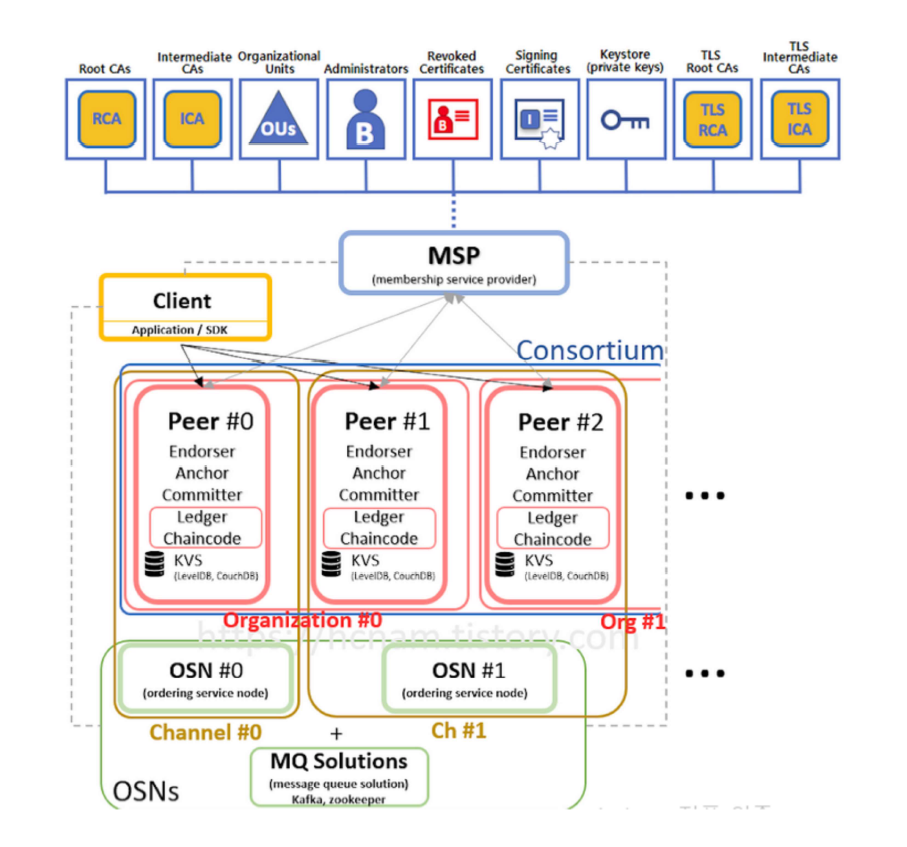 Root CAs
Intermediate CAs
Organizational Units
Administrators
Revoked Certificates
Signing Certificates
Keystore (private keys)
TLS Root CAs
TLS Intermediate CAs
RCA
ICA
OUs
B
B
I
TLS RCA
TLS ICA
MSP
(membership service provider)
Client
Application / SDK
Consortium
Peer #0
Endorser
Anchor
Committer
Ledger
Chaincode
KVS
(LevelDB, CouchDB)
Peer #1
Endorser
Anchor
Committer
Ledger
Chaincode
KVS
(LevelDB, CouchDB)
Peer #2
Endorser
Anchor
Committer
Ledger
Chaincode
KVS
(LevelDB, CouchDB)
...
Organization #0
Org #1
https://hcnam.tistory.com
OSN #0
(ordering service node)
OSN #1
(ordering service node)
...
Channel #0
+
Ch #1
MQ Solutions
(message queue solution)
Kafka, zookeeper
OSNs